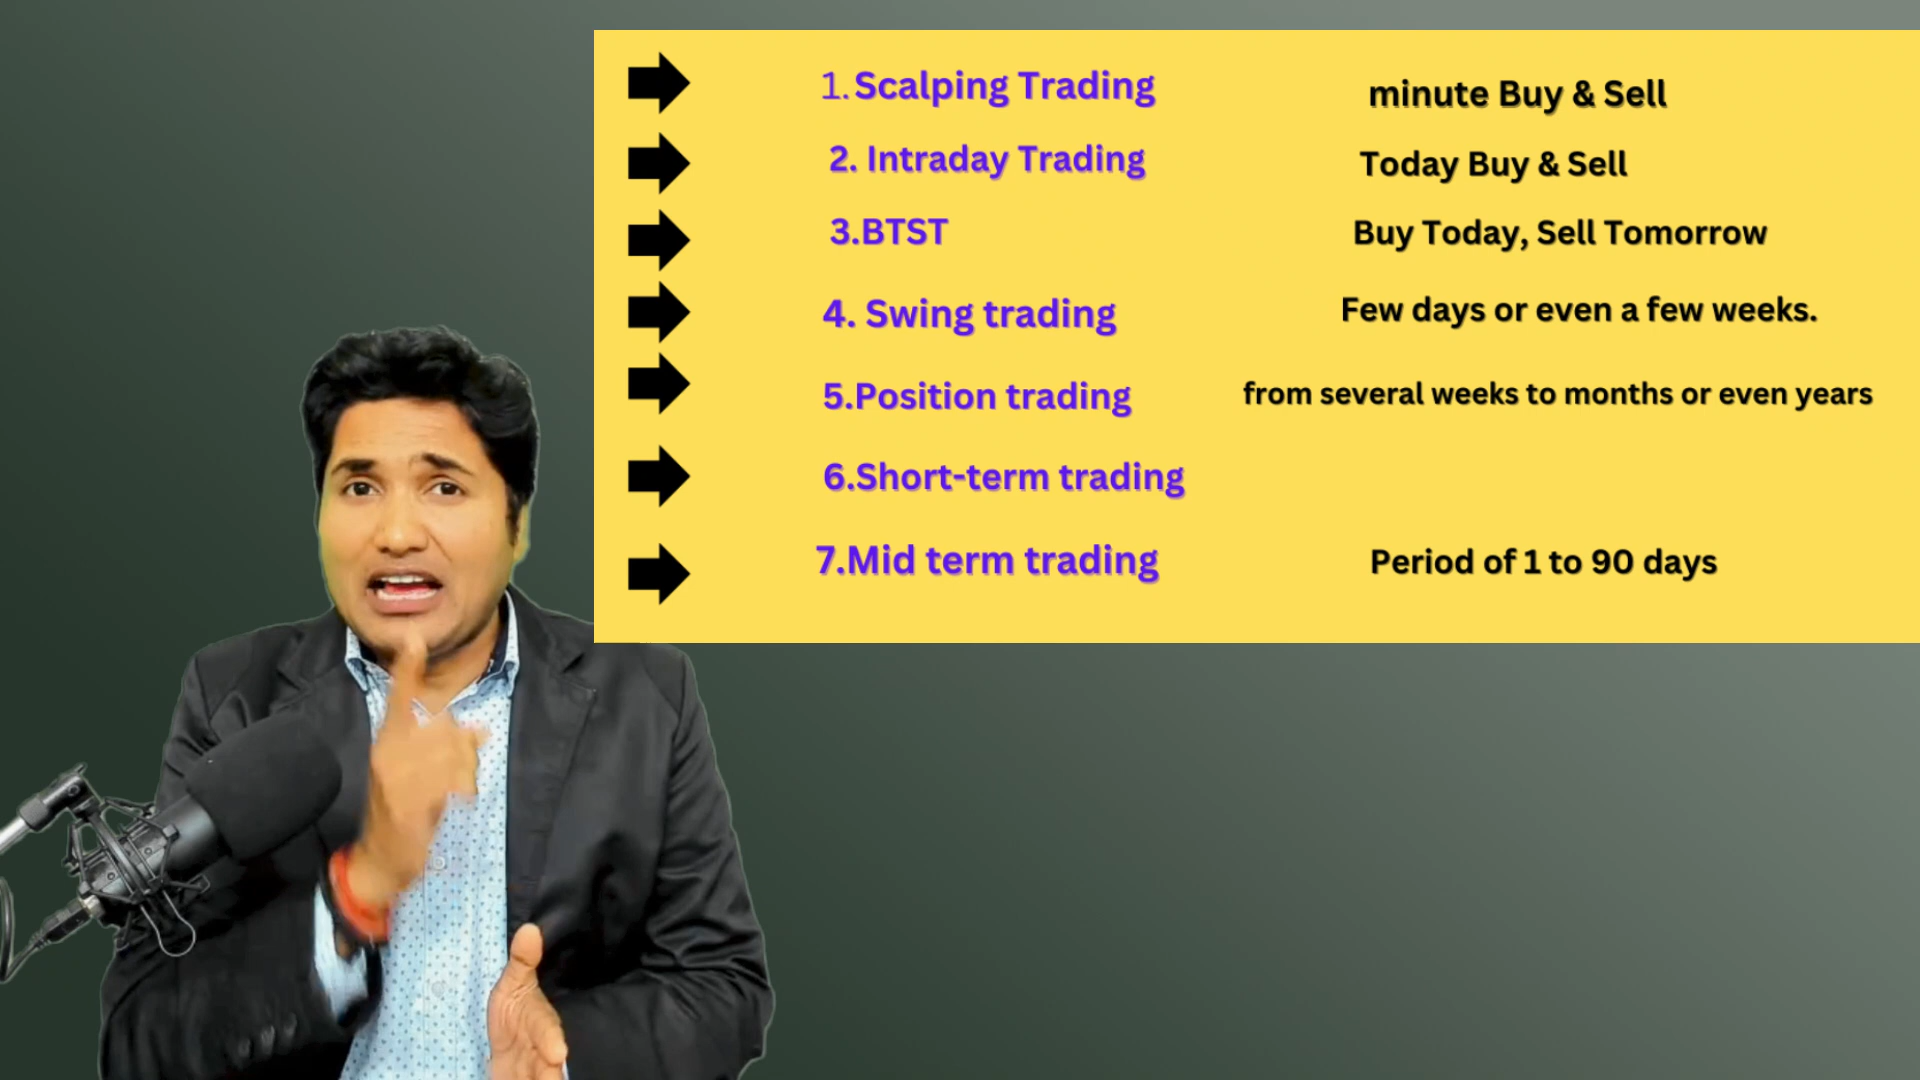 1. Scalping Trading minute Buy & Sell
2. Intraday Trading Today Buy & Sell
3.BTST Buy Today, Sell Tomorrow
4. Swing trading Few days or even a few weeks.
5.Position trading from several weeks to months or even years
6.Short-term trading
7.Mid term trading Period of 1 to 90 days